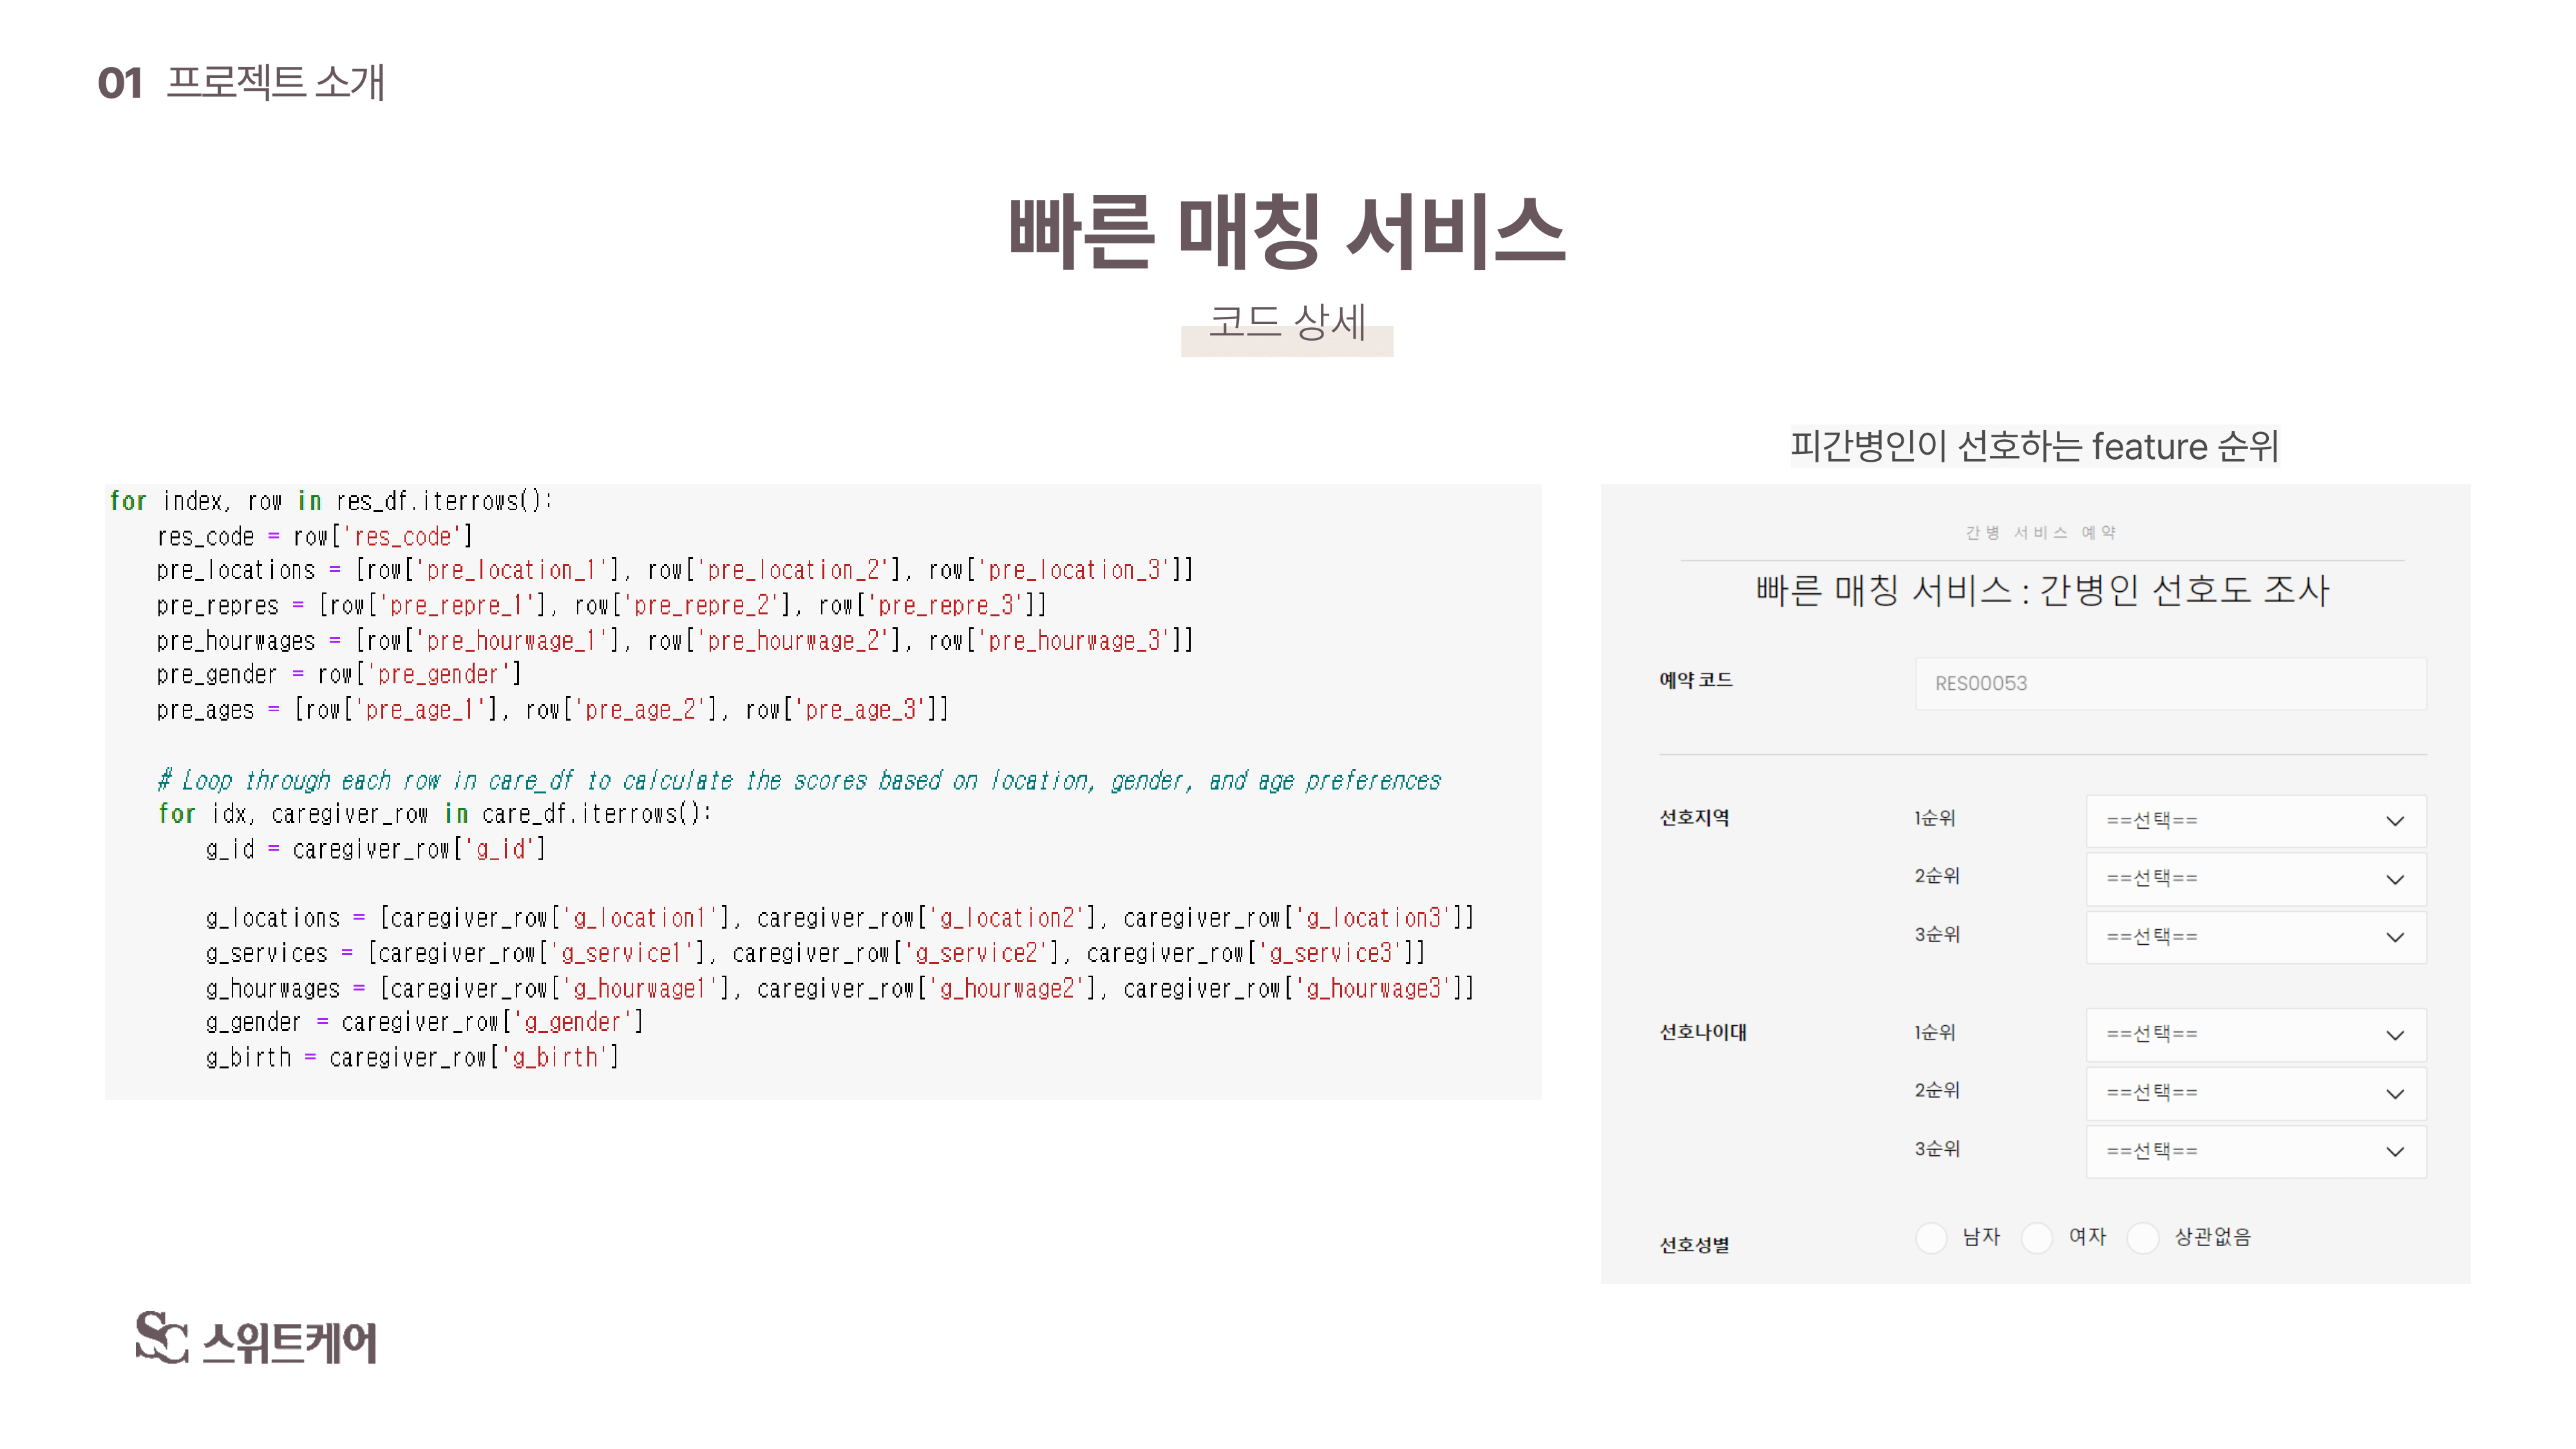 01 프로젝트 소개
빠른 매칭 서비스
코드 상세
for index, row in res_df.iterrows():
    res_code = row['res_code']
    pre_locations = [row['pre_location_1'], row['pre_location_2'], row['pre_location_3']]
    pre_repres = [row['pre_repre_1'], row['pre_repre_2'], row['pre_repre_3']]
    pre_hourwages = [row['pre_hourwage_1'], row['pre_hourwage_2'], row['pre_hourwage_3']]
    pre_gender = row['pre_gender']
    pre_ages = [row['pre_age_1'], row['pre_age_2'], row['pre_age_3']]
    # Loop through each row in care_df to calculate the scores based on location, gender, and age preferences
    for idx, caregiver_row in care_df.iterrows():
        g_id = caregiver_row['g_id']
        g_locations = [caregiver_row['g_location1'], caregiver_row['g_location2'], caregiver_row['g_location3']]
        g_services = [caregiver_row['g_service1'], caregiver_row['g_service2'], caregiver_row['g_service3']]
        g_hourwages = [caregiver_row['g_hourwage1'], caregiver_row['g_hourwage2'], caregiver_row['g_hourwage3']]
        g_gender = caregiver_row['g_gender']
        g_birth = caregiver_row['g_birth']
피간병인이 선호하는 feature 순위
간병 서비스 예약
빠른 매칭 서비스 : 간병인 선호도 조사
예약 코드 RES00053
선호지역 1순위 ==선택==
2순위 ==선택==
3순위 ==선택==
선호나이대 1순위 ==선택==
2순위 ==선택==
3순위 ==선택==
선호성별 남자 여자 상관없음
SC 스위트케어